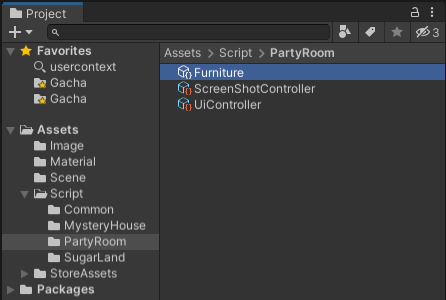 Project
3
Favorites
usercontext
Gacha
Gacha
Assets
Image
Material
Scene
Script
Common
MysteryHouse
PartyRoom
SugarLand
StoreAssets
Packages
Assets > Script > PartyRoom
Furniture
ScreenShotController
UiController